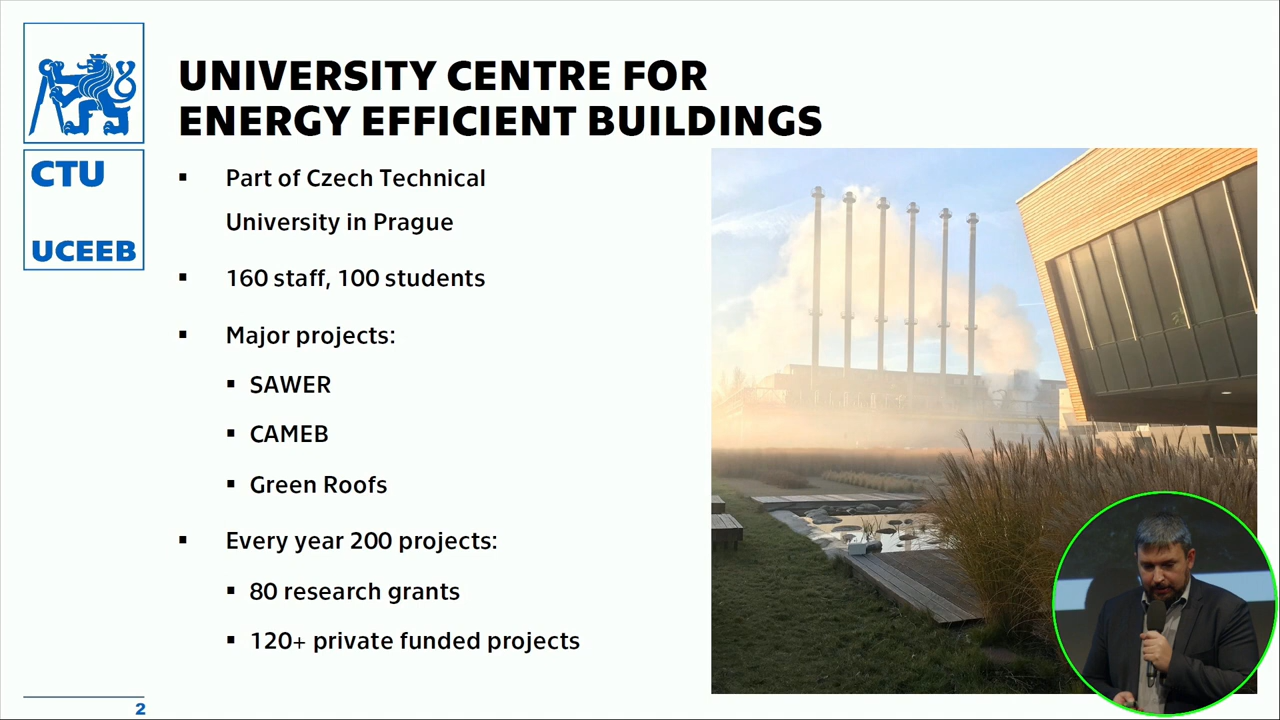 CTU
UCEEB
UNIVERSITY CENTRE FOR
ENERGY EFFICIENT BUILDINGS
▪ Part of Czech Technical
University in Prague
▪ 160 staff, 100 students
▪ Major projects:
▪ SAWER
▪ CAMEB
▪ Green Roofs
▪ Every year 200 projects:
▪ 80 research grants
▪ 120+ private funded projects
2